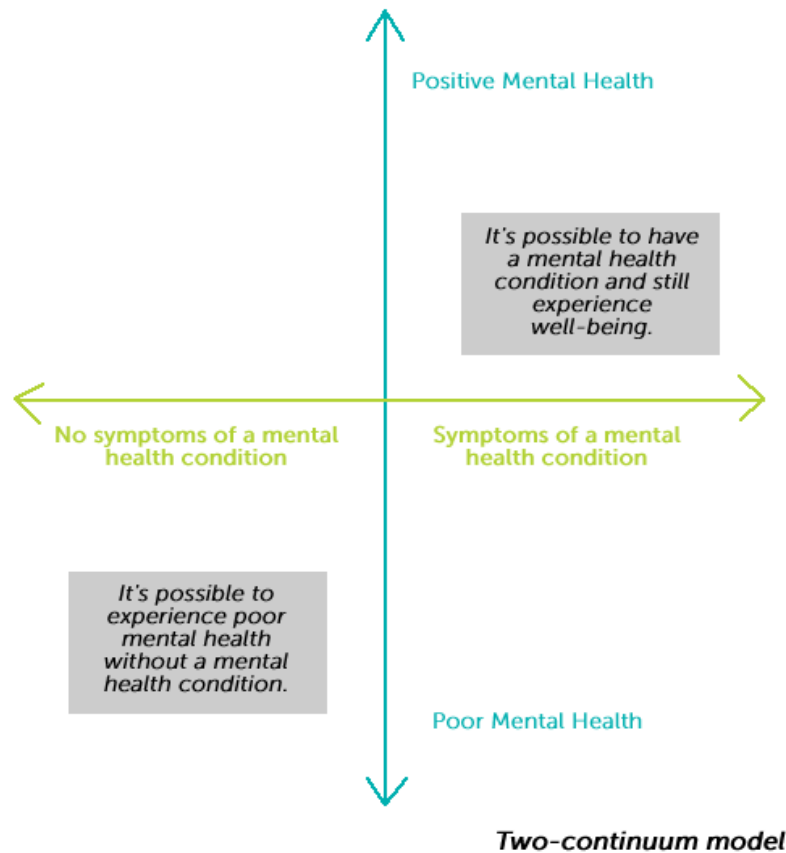 Positive Mental Health
It's possible to have
a mental health
condition and still
experience
well-being.
No symptoms of a mental
health condition
Symptoms of a mental
health condition
It's possible to
experience poor
mental health
without a mental
health condition.
Poor Mental Health
Two-continuum model